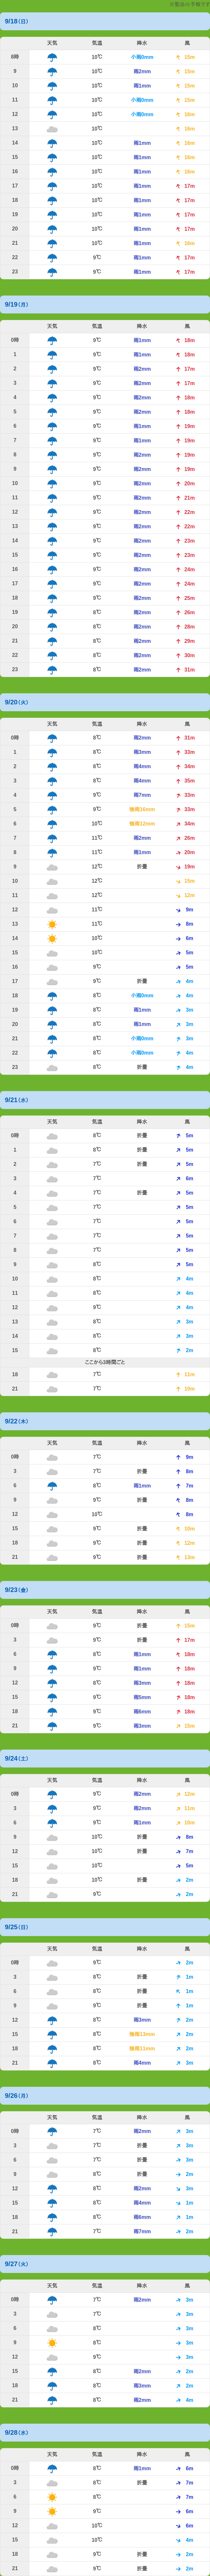 の予報です
9/18(日)
天気 気温 降水 風
8時 10℃ 小雨0mm 15m
9 10℃ 雨2mm 15m
10 10℃ 雨1mm 15m
11 10℃ 小雨0mm 15m
12 10℃ 小雨0mm 16m
13 10℃ 16m
14 10℃ 雨1mm 16m
15 10℃ 雨1mm 16m
16 10℃ 雨1mm 16m
17 10℃ 雨1mm 17m
18 10℃ 雨1mm 17m
19 10℃ 雨1mm 17m
20 10℃ 雨1mm 17m
21 10℃ 雨1mm 16m
22 9℃ 雨1mm 17m
23 9℃ 雨1mm 17m
9/19(月)
天気 気温 降水 風
0時 9℃ 雨1mm 18m
1 9℃ 雨1mm 18m
2 9℃ 雨2mm 17m
3 9℃ 雨2mm 17m
4 9℃ 雨2mm 18m
5 9℃ 雨2mm 18m
6 9℃ 雨1mm 19m
7 9℃ 雨1mm 19m
8 9℃ 雨2mm 19m
9 9℃ 雨2mm 19m
10 9℃ 雨2mm 20m
11 9℃ 雨2mm 21m
12 9℃ 雨2mm 22m
13 8℃ 雨2mm 22m
14 9℃ 雨2mm 23m
15 9℃ 雨2mm 23m
16 9℃ 雨2mm 24m
17 9℃ 雨2mm 24m
18 9℃ 雨2mm 25m
19 8℃ 雨2mm 26m
20 8℃ 雨2mm 28m
21 8℃ 雨2mm 29m
22 8℃ 雨2mm 30m
23 8℃ 雨2mm 31m
9/20(火)
天気 気温 降水 風
0時 8℃ 雨2mm 31m
1 8℃ 雨3mm 33m
2 8℃ 雨4mm 34m
3 8℃ 雨4mm 35m
4 9℃ 雨7mm 33m
5 9℃ 強雨15mm 33m
6 10℃ 強雨12mm 34m
7 11℃ 雨2mm 26m
8 11℃ 雨1mm 20m
9 12℃ 折畳 19m
10 12℃ 15m
11 12℃ 12m
12 11℃ 9m
13 11℃ 8m
14 10℃ 6m
15 10℃ 5m
16 9℃ 5m
17 9℃ 折畳 4m
18 8℃ 小雨0mm 4m
19 8℃ 雨1mm 3m
20 8℃ 雨1mm 3m
21 8℃ 小雨0mm 3m
22 8℃ 小雨0mm 4m
23 8℃ 折畳 4m
9/21(水)
天気 気温 降水 風
0時 8℃ 折畳 5m
1 8℃ 折畳 5m
2 7℃ 折畳 5m
3 7℃ 6m
4 7℃ 折畳 5m
5 7℃ 5m
6 7℃ 5m
7 7℃ 5m
8 7℃ 5m
9 8℃ 5m
10 8℃ 4m
11 8℃ 4m
12 9℃ 4m
13 8℃ 3m
14 8℃ 3m
15 8℃ 2m
ここから3時間ごと
18 7℃ 11m
21 7℃ 10m
9/22(木)
天気 気温 降水 風
0時 7℃ 9m
3 7℃ 折畳 8m
6 8℃ 雨1mm 7m
9 9℃ 折畳 8m
12 10℃ 8m
15 9℃ 折畳 10m
18 9℃ 折畳 12m
21 9℃ 折畳 13m
9/23(金)
天気 気温 降水 風
0時 9℃ 折畳 15m
3 9℃ 折畳 17m
6 9℃ 雨1mm 18m
9 9℃ 雨1mm 18m
12 9℃ 雨3mm 18m
15 9℃ 雨5mm 18m
18 9℃ 雨6mm 18m
21 9℃ 雨3mm 15m
9/24(土)
天気 気温 降水 風
0時 9℃ 雨2mm 12m
3 9℃ 雨2mm 11m
6 9℃ 雨1mm 10m
9 10℃ 折畳 8m
12 10℃ 折畳 7m
15 10℃ 5m
18 10℃ 折畳 2m
21 9℃ 2m
9/25(日)
天気 気温 降水 風
0時 9℃ 2m
3 8℃ 折畳 1m
6 8℃ 折畳 1m
9 9℃ 折畳 1m
12 8℃ 雨3mm 2m
15 8℃ 強雨13mm 2m
18 8℃ 強雨11mm 2m
21 8℃ 雨4mm 3m
9/26(月)
天気 気温 降水 風
0時 7℃ 雨2mm 3m
3 7℃ 折畳 3m
6 7℃ 折畳 3m
9 8℃ 折畳 2m
12 8℃ 雨2mm 3m
15 8℃ 雨4mm 1m
18 8℃ 雨6mm 1m
21 7℃ 雨7mm 2m
9/27(火)
天気 気温 降水 風
0時 7℃ 雨2mm 3m
3 7℃ 3m
6 8℃ 3m
9 8℃ 3m
12 9℃ 3m
15 8℃ 雨2mm 2m
18 8℃ 雨3mm 2m
21 8℃ 雨2mm 4m
9/28(水)
天気 気温 降水 風
0時 8℃ 雨1mm 6m
3 8℃ 折畳 7m
6 8℃ 7m
9 9℃ 6m
12 10℃ 6m
15 10℃ 4m
18 9℃ 折畳 2m
21 9℃ 折畳 2m